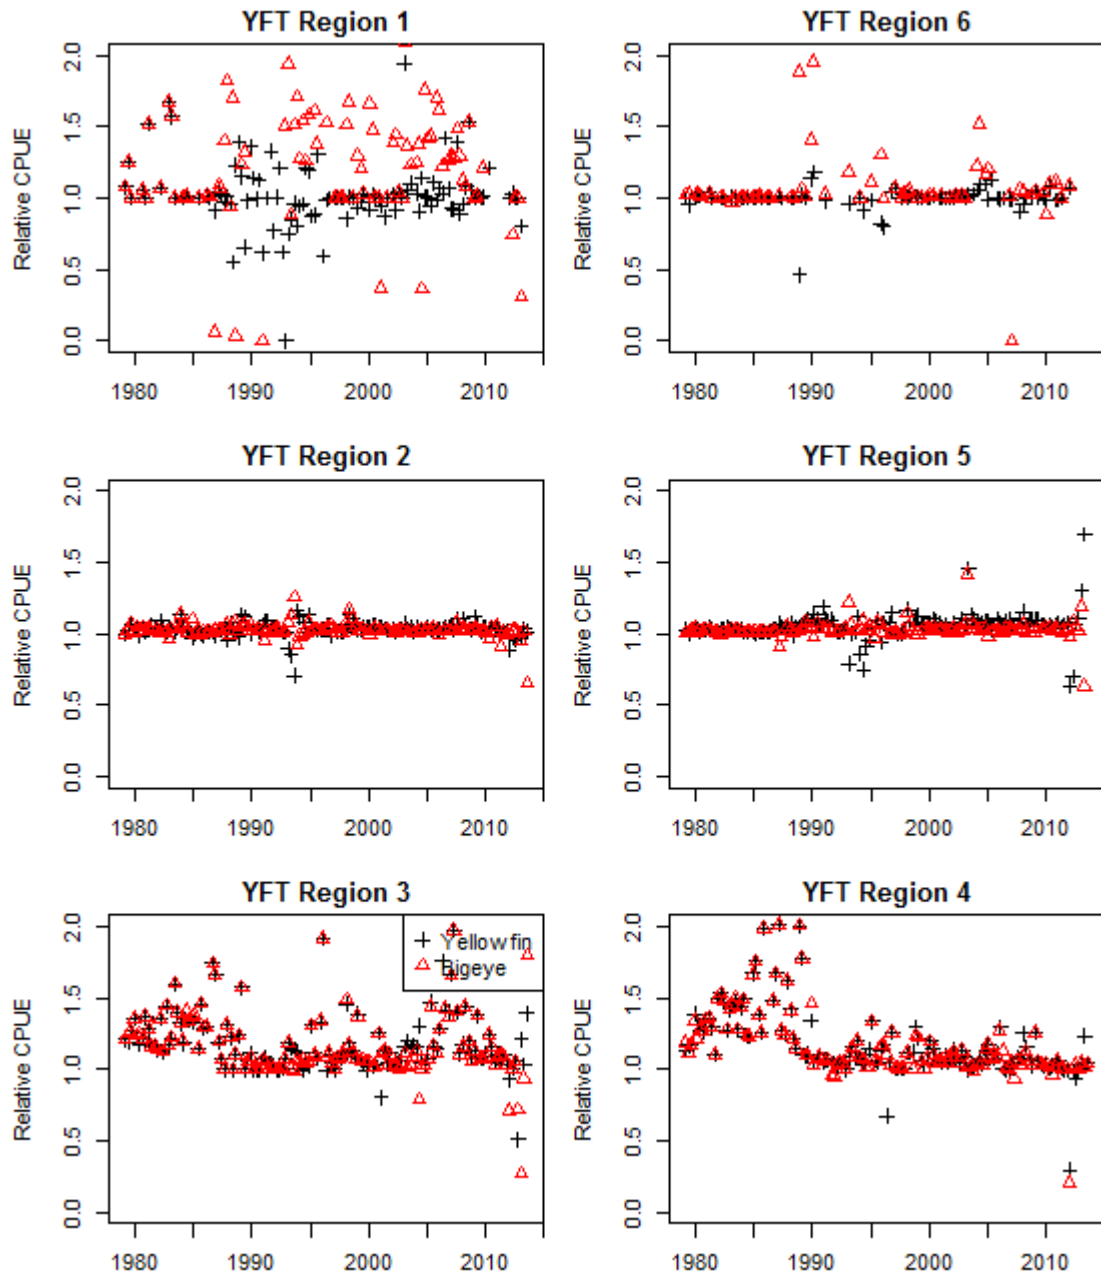 YFT Region 1
YFT Region 6
Relative CPUE
2.0
1.5
1.0
0.5
0.0
1980 1990 2000 2010
Relative CPUE
2.0
1.5
1.0
0.5
0.0
1980 1990 2000 2010
YFT Region 2
YFT Region 5
Relative CPUE
2.0
1.5
1.0
0.5
0.0
1980 1990 2000 2010
Relative CPUE
2.0
1.5
1.0
0.5
0.0
1980 1990 2000 2010
YFT Region 3
YFT Region 4
Relative CPUE
2.0
1.5
1.0
0.5
0.0
Yellowfin
Bigeye
1980 1990 2000 2010
Relative CPUE
2.0
1.5
1.0
0.5
0.0
1980 1990 2000 2010